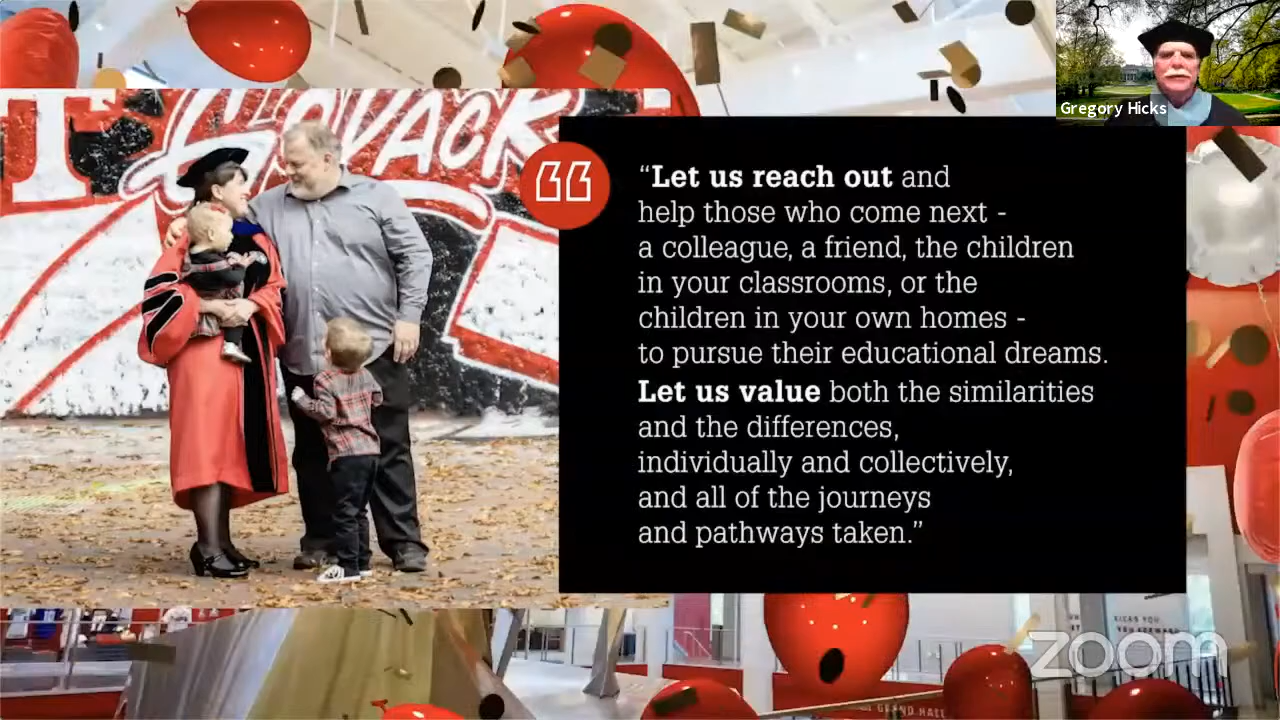 Gregory Hicks
“Let us reach out and
help those who come next -
a colleague, a friend, the children
in your classrooms, or the
children in your own homes -
to pursue their educational dreams.
Let us value both the similarities
and the differences,
individually and collectively,
and all of the journeys
and pathways taken.”
zoom
GRAND HALL